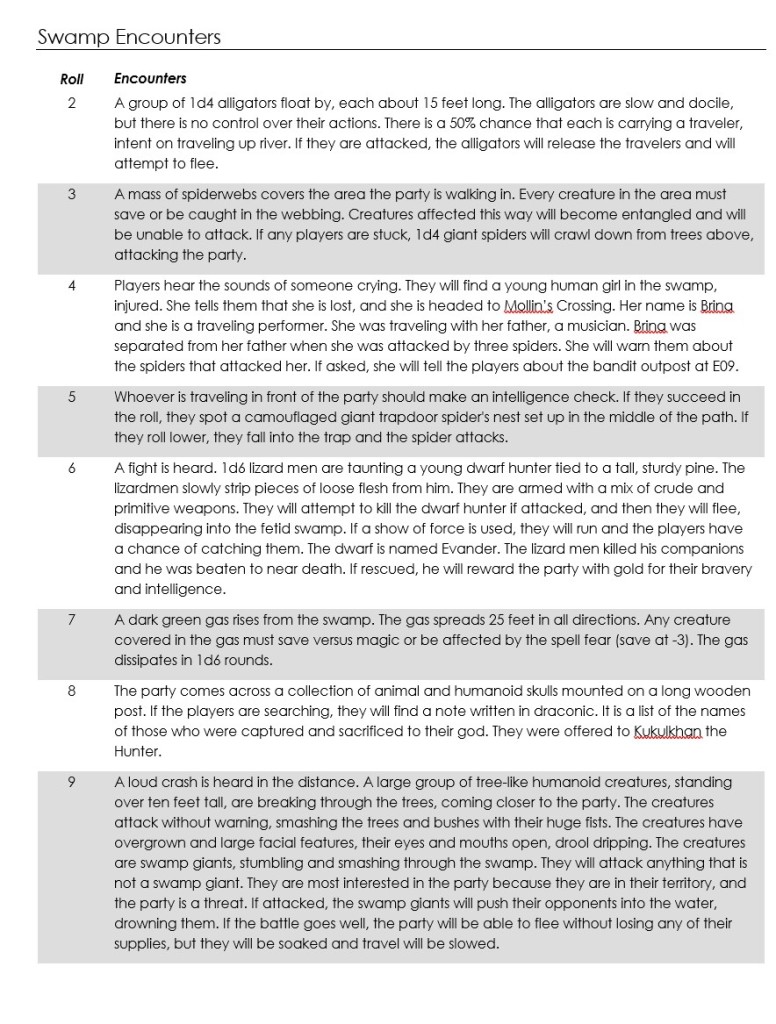 Swamp Encounters
Roll Encounters
2 A group of 1d4 alligators float by, each about 15 feet long. The alligators are slow and docile,
but there is no control over their actions. There is a 50% chance that each is carrying a traveler,
intent on traveling up river. If they are attacked, the alligators will release the travelers and will
attempt to flee.
3 A mass of spiderwebs covers the area the party is walking in. Every creature in the area must
save or be caught in the webbing. Creatures affected this way will become entangled and will
be unable to attack. If any players are stuck, 1d4 giant spiders will crawl down from trees above,
attacking the party.
4 Players hear the sounds of someone crying. They will find a young human girl in the swamp,
injured. She tells them that she is lost, and she is headed to Mollin's Crossing. Her name is Bring
and she is a traveling performer. She was traveling with her father, a musician. Bring was
separated from her father when she was attacked by three spiders. She will warn them about
the spiders that attacked her. If asked, she will tell the players about the bandit outpost at E09.
5 Whoever is traveling in front of the party should make an intelligence check. If they succeed in
the roll, they spot a camouflaged giant trapdoor spider's nest set up in the middle of the path. If
they roll lower, they fall into the trap and the spider attacks.
6 A fight is heard. 1d6 lizard men are taunting a young dwarf hunter tied to a tall, sturdy pine. The
lizardmen slowly strip pieces of loose flesh from him. They are armed with a mix of crude and
primitive weapons. They will attempt to kill the dwarf hunter if attacked, and then they will flee,
disappearing into the fetid swamp. If a show of force is used, they will run and the players have
a chance of catching them. The dwarf is named Evander. The lizard men killed his companions
and he was beaten to near death. If rescued, he will reward the party with gold for their bravery
and intelligence.
7 A dark green gas rises from the swamp. The gas spreads 25 feet in all directions. Any creature
covered in the gas must save versus magic or be affected by the spell fear (save at -3). The gas
dissipates in 1d6 rounds.
8 The party comes across a collection of animal and humanoid skulls mounted on a long wooden
post. If the players are searching, they will find a note written in draconic. It is a list of the names
of those who were captured and sacrificed to their god. They were offered to Kukulkhan the
Hunter.
9 A loud crash is heard in the distance. A large group of tree-like humanoid creatures, standing
over ten feet tall, are breaking through the trees, coming closer to the party. The creatures
attack without warning, smashing the trees and bushes with their huge fists. The creatures have
overgrown and large facial features, their eyes and mouths open, drool dripping. The creatures
are swamp giants, stumbling and smashing through the swamp. They will attack anything that is
not a swamp giant. They are most interested in the party because they are in their territory, and
the party is a threat. If attacked, the swamp giants will push their opponents into the water,
drowning them. If the battle goes well, the party will be able to flee without losing any of their
supplies, but they will be soaked and travel will be slowed.